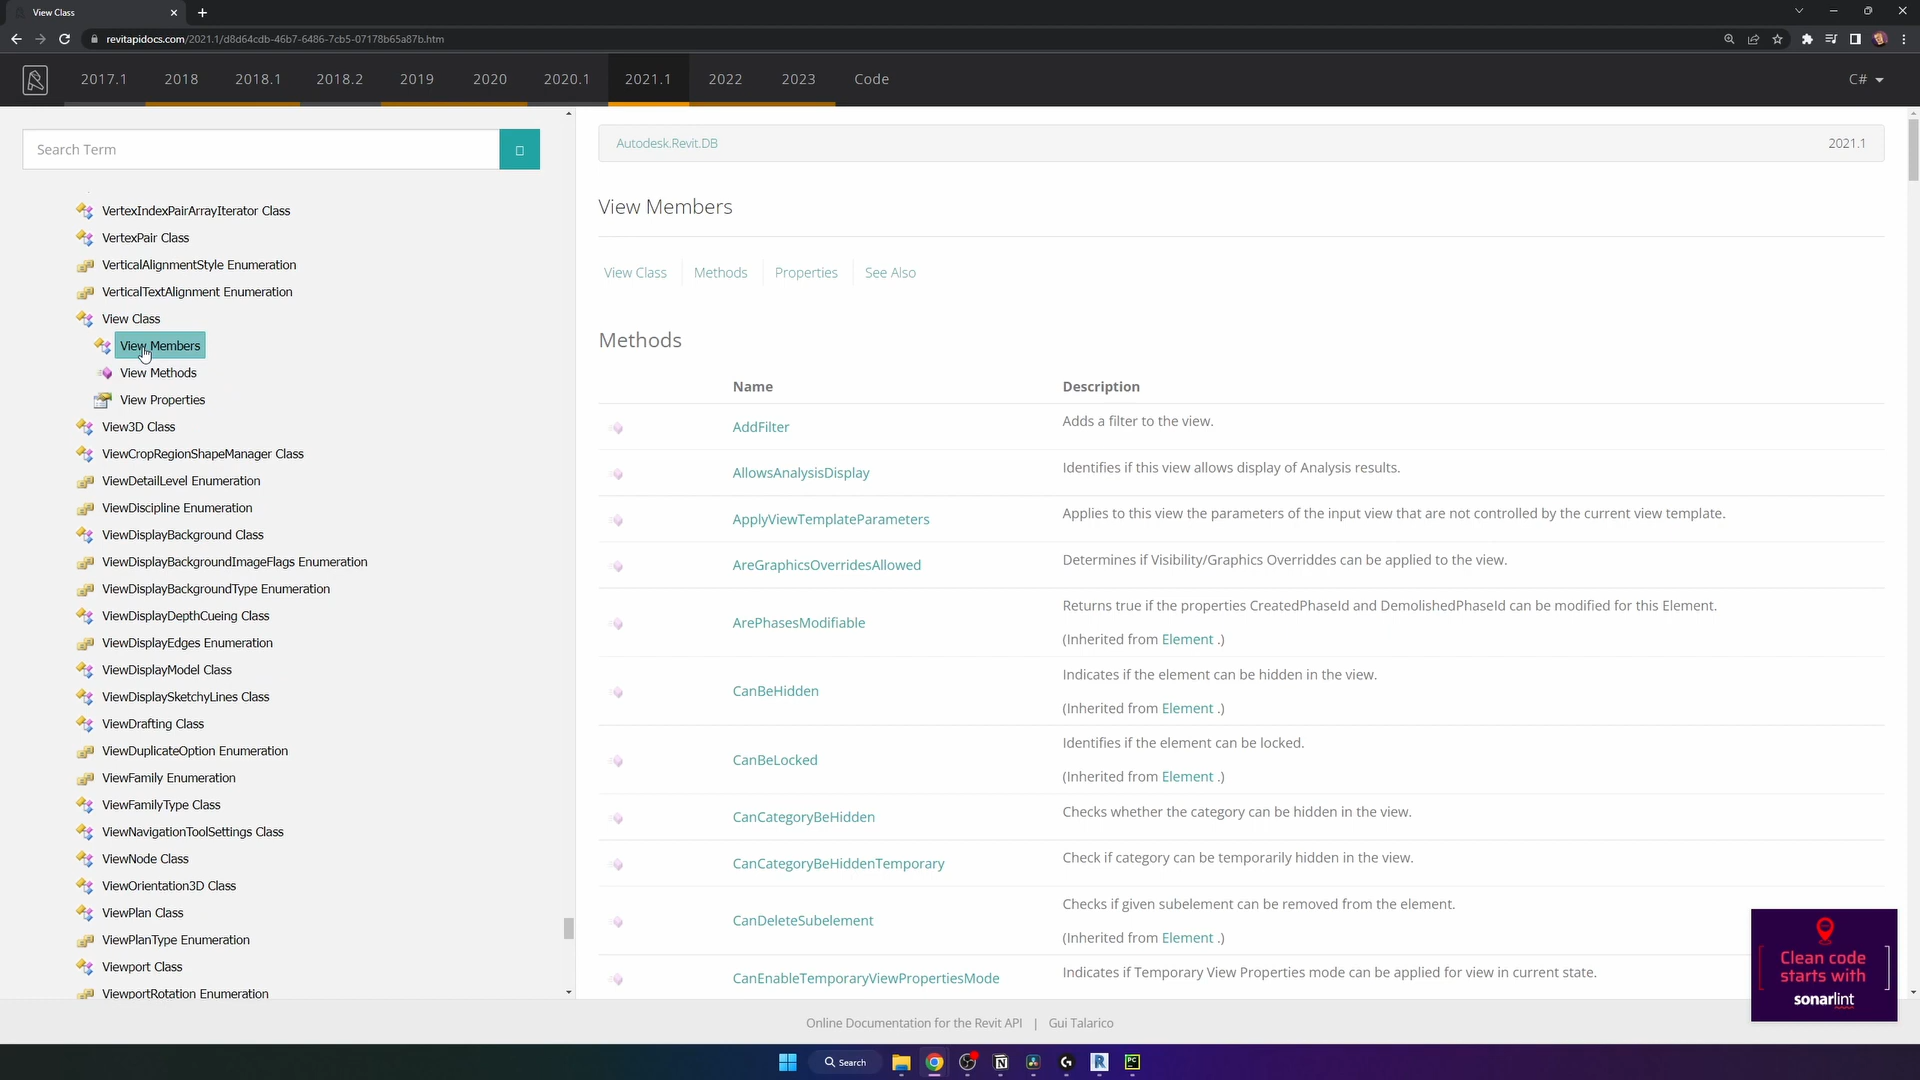 View Class
revitapidocs.com/2021.1/d8d64cdb-46b7-6486-7cb5-07178b65a87b.htm
2017.1
2018
2018.1
2018.2
2019
2020
2020.1
2021.1
2022
2023
Code
C#
Search Term
VertexIndexPairArrayIterator Class
VertexPair Class
VerticalAlignmentStyle Enumeration
VerticalTextAlignment Enumeration
View Class
View Members
View Methods
View Properties
View3D Class
ViewCropRegionShapeManager Class
ViewDetailLevel Enumeration
ViewDiscipline Enumeration
ViewDisplayBackground Class
ViewDisplayBackgroundImageFlags Enumeration
ViewDisplayBackgroundType Enumeration
ViewDisplayDepthCueing Class
ViewDisplayEdges Enumeration
ViewDisplayModel Class
ViewDisplaySketchyLines Class
ViewDrafting Class
ViewDuplicateOption Enumeration
ViewFamily Enumeration
ViewFamilyType Class
ViewNavigationToolSettings Class
ViewNode Class
ViewOrientation3D Class
ViewPlan Class
ViewPlanType Enumeration
Viewport Class
ViewportRotation Enumeration
Autodesk.Revit.DB
2021.1
View Members
View Class
Methods
Properties
See Also
Methods
Name Description
AddFilter Adds a filter to the view.
AllowsAnalysisDisplay Identifies if this view allows display of Analysis results.
ApplyViewTemplateParameters Applies to this view the parameters of the input view that are not controlled by the current view template.
AreGraphicsOverridesAllowed Determines if Visibility/Graphics Overriddes can be applied to the view.
ArePhasesModifiable Returns true if the properties CreatedPhaseId and DemolishedPhaseId can be modified for this Element.
(Inherited from Element .)
CanBeHidden Indicates if the element can be hidden in the view.
(Inherited from Element .)
CanBeLocked Identifies if the element can be locked.
(Inherited from Element .)
CanCategoryBeHidden Checks whether the category can be hidden in the view.
CanCategoryBeHiddenTemporary Check if category can be temporarily hidden in the view.
CanDeleteSubelement Checks if given subelement can be removed from the element.
(Inherited from Element .)
CanEnableTemporaryViewPropertiesMode Indicates if Temporary View Properties mode can be applied for view in current state.
Clean code
starts with
sonarlint
Online Documentation for the Revit API | Gui Talarico
Search